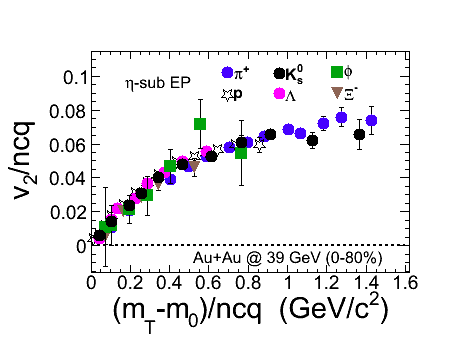 η-sub EP
π⁺ K⁰ₛ ϕ
p Λ Ξ⁻
v₂/ncq
0.1
0.08
0.06
0.04
0.02
0
Au+Au @ 39 GeV (0-80%)
0 0.2 0.4 0.6 0.8 1 1.2 1.4 1.6
(m_T-m₀)/ncq (GeV/c²)